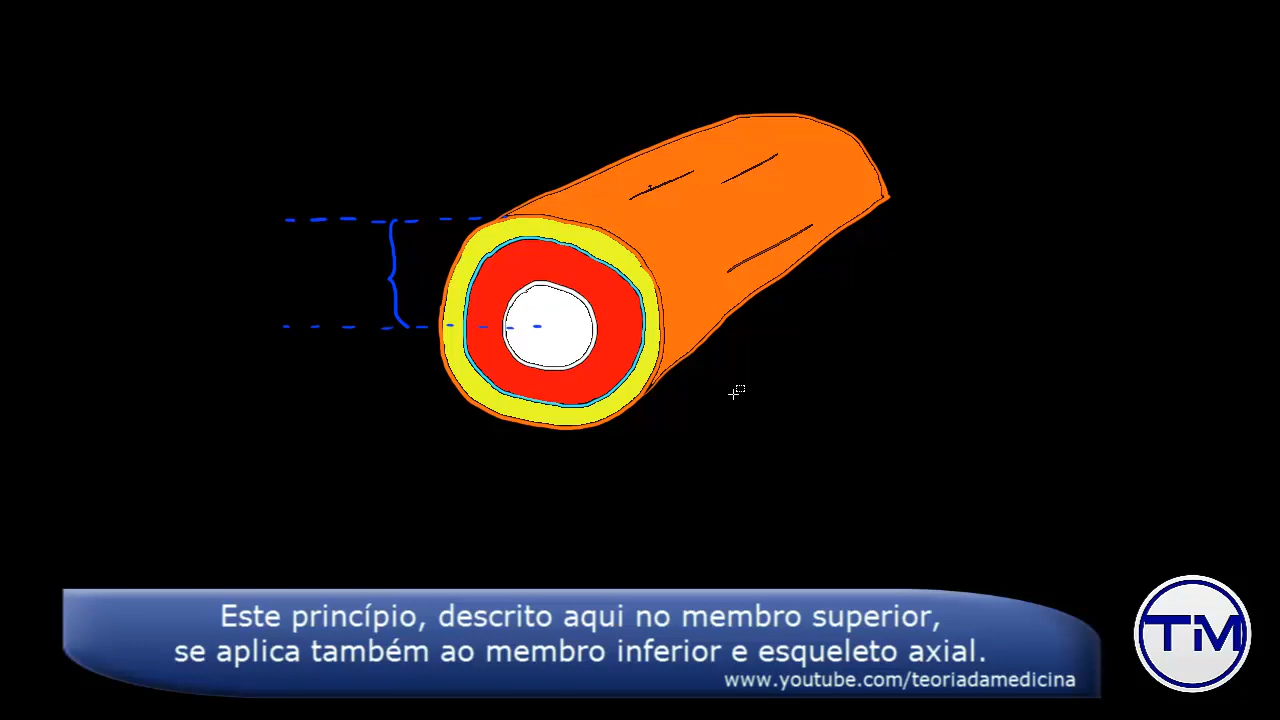 Este princípio, descrito aqui no membro superior,
se aplica também ao membro inferior e esqueleto axial.
www.youtube.com/teoriadamedicina
TM